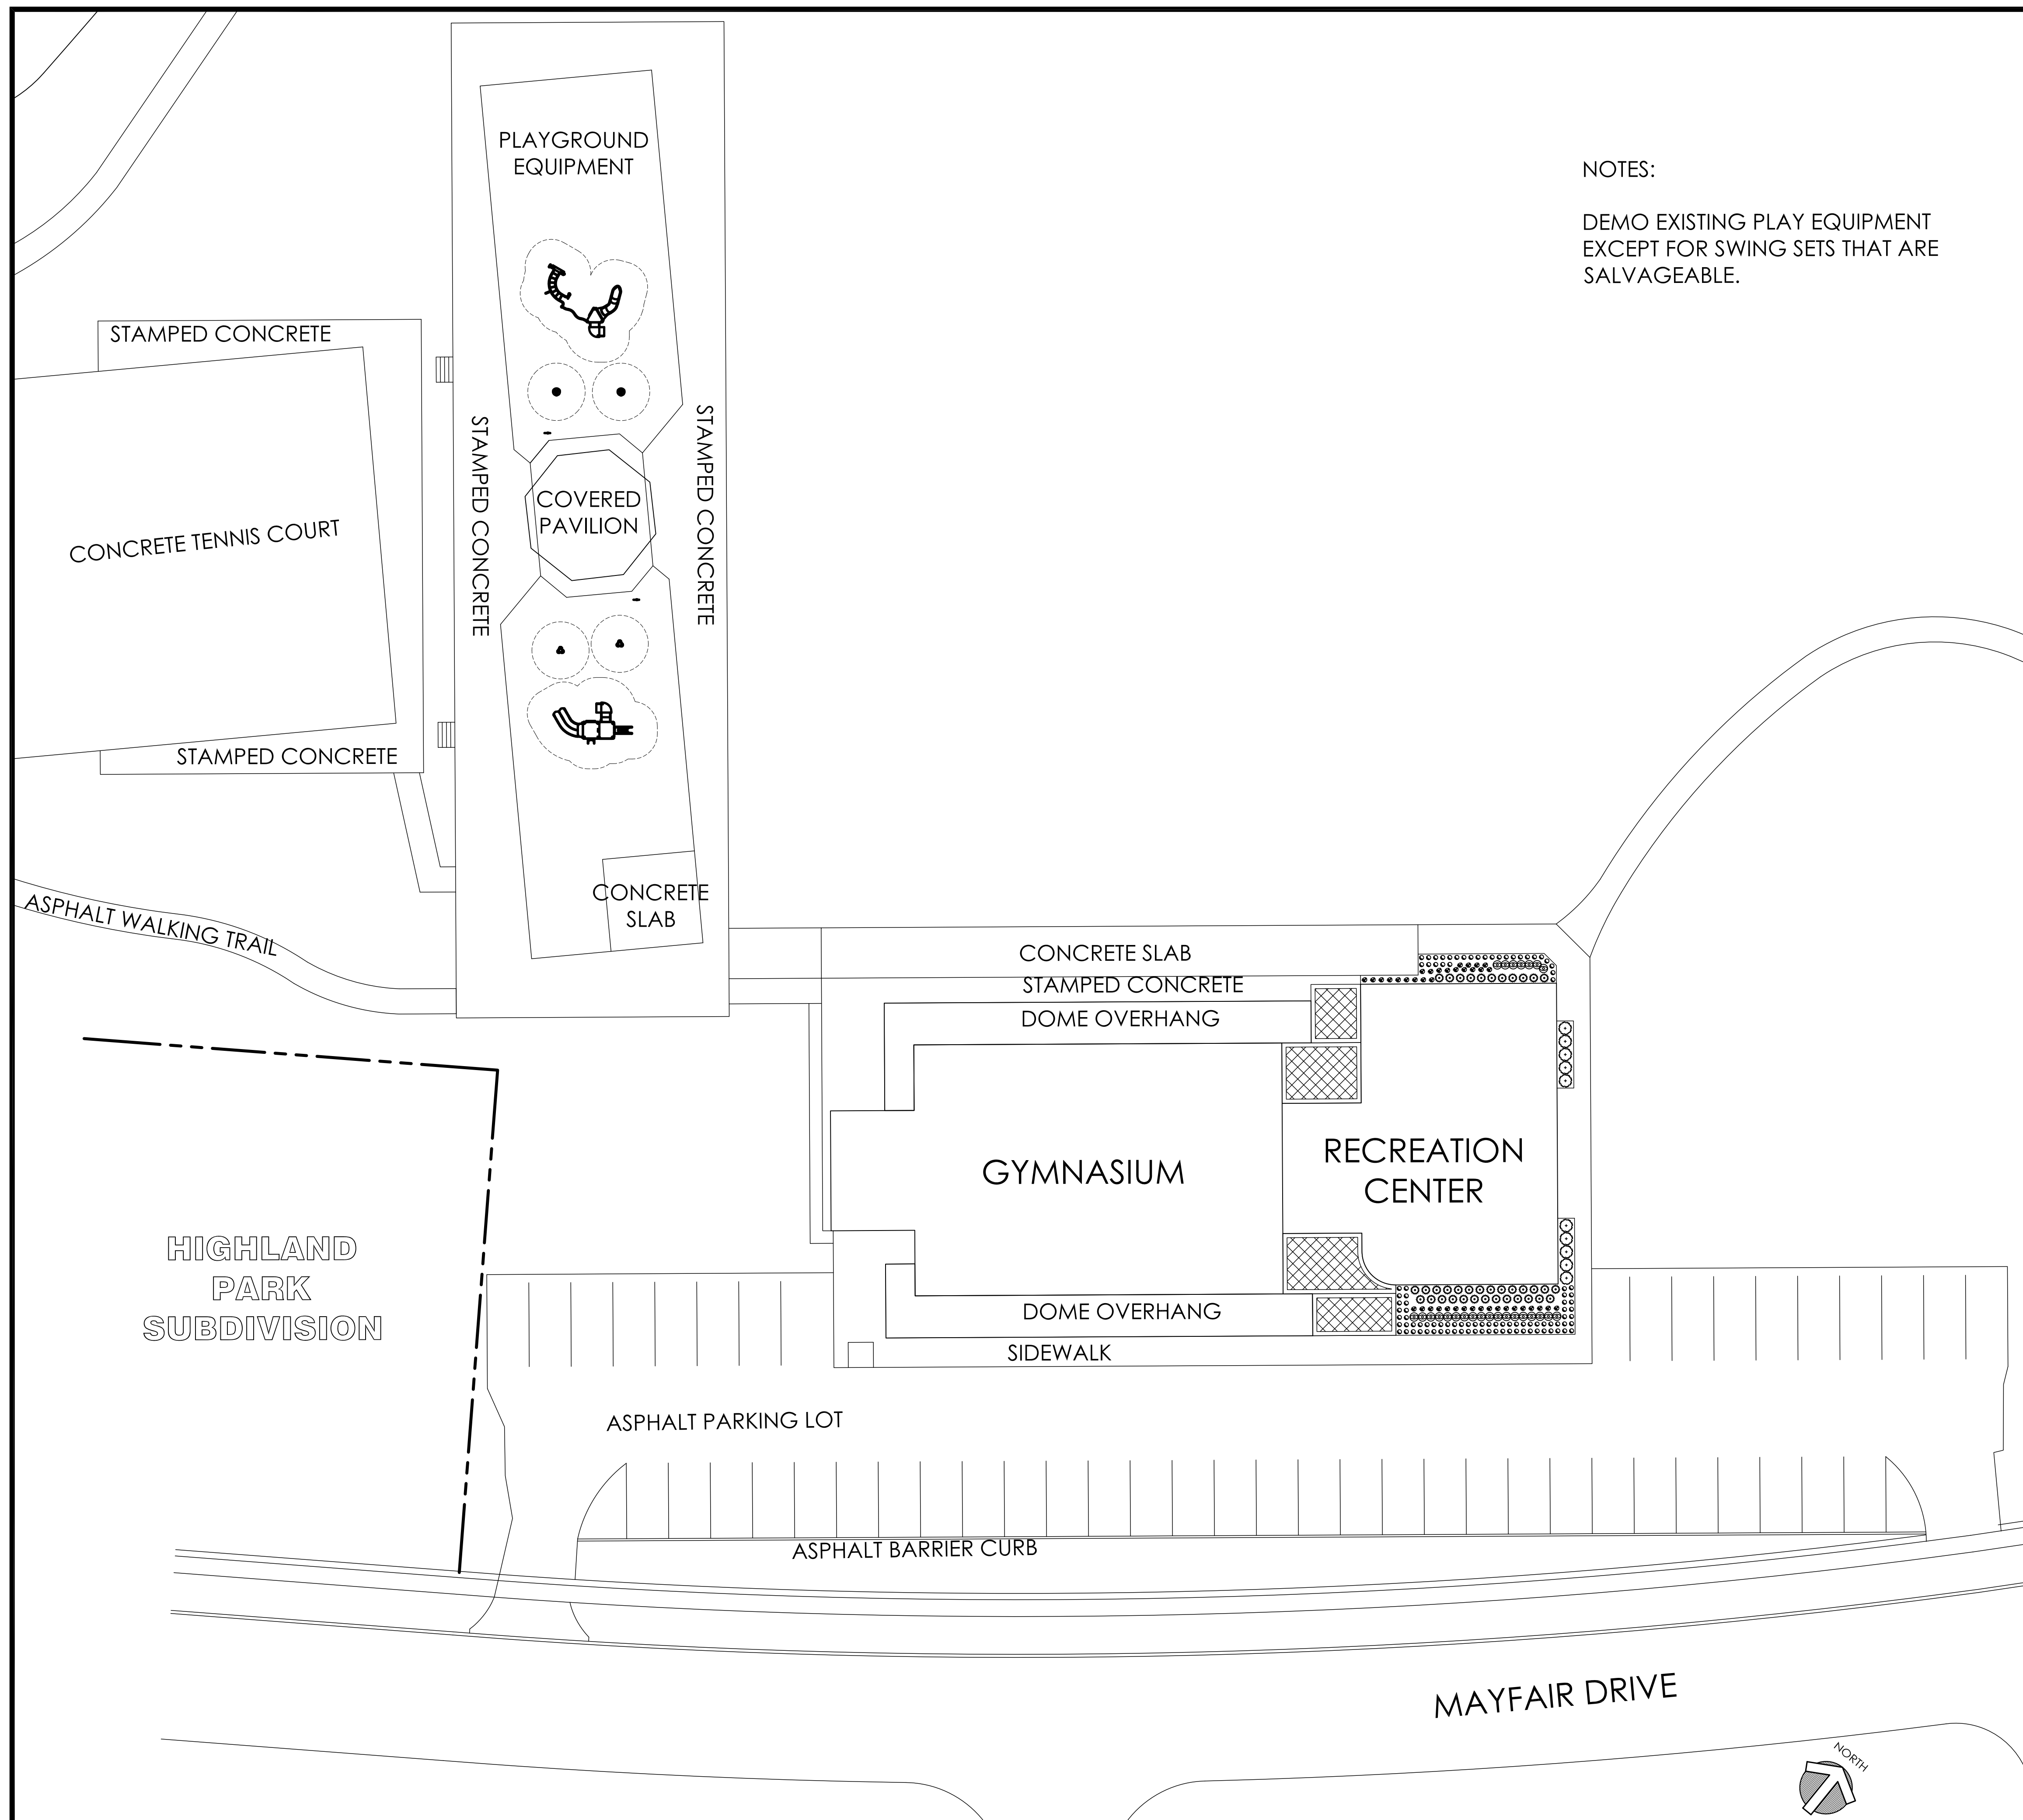 PLAYGROUND
EQUIPMENT
NOTES:
DEMO EXISTING PLAY EQUIPMENT
EXCEPT FOR SWING SETS THAT ARE
SALVAGEABLE.
STAMPED CONCRETE
STAMPED CONCRETE
STAMPED CONCRETE
COVERED
PAVILION
CONCRETE TENNIS COURT
STAMPED CONCRETE
CONCRETE
SLAB
ASPHALT WALKING TRAIL
CONCRETE SLAB
STAMPED CONCRETE
DOME OVERHANG
GYMNASIUM
RECREATION
CENTER
HIGHLAND
PARK
SUBDIVISION
DOME OVERHANG
SIDEWALK
ASPHALT PARKING LOT
ASPHALT BARRIER CURB
MAYFAIR DRIVE
NORTH